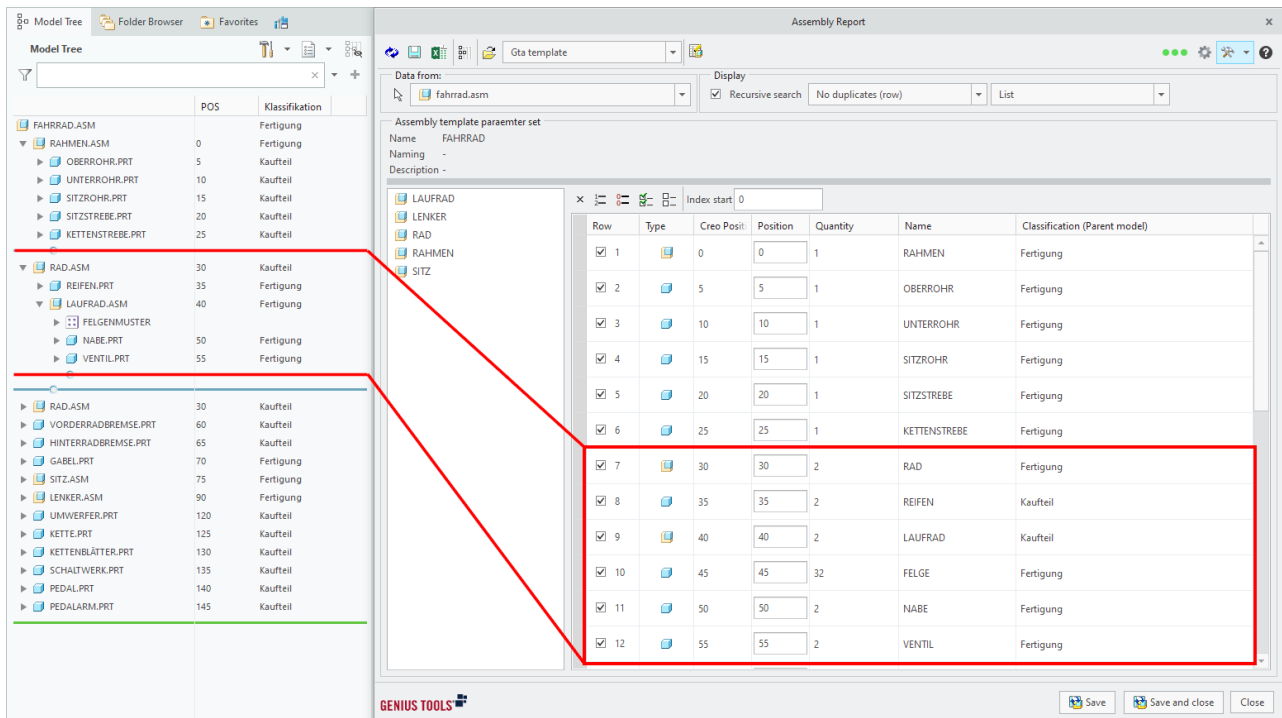 Model Tree Folder Browser Favorites
Model Tree
POS Klassifikation
FAHRRAD.ASM Fertigung
RAHMEN.ASM 0 Fertigung
OBERROHR.PRT 5 Kaufteil
UNTERROHR.PRT 10 Kaufteil
SITZROHR.PRT 15 Kaufteil
SITZSTREBE.PRT 20 Kaufteil
KETTENSTREBE.PRT 25 Kaufteil
RAD.ASM 30 Kaufteil
REIFEN.PRT 35 Fertigung
LAUFRAD.ASM 40 Fertigung
FELGENMUSTER
NABE.PRT 50 Fertigung
VENTIL.PRT 55 Fertigung
RAD.ASM 30 Kaufteil
VORDERRADBREMSE.PRT 60 Kaufteil
HINTERRADBREMSE.PRT 65 Kaufteil
GABEL.PRT 70 Fertigung
SITZ.ASM 75 Fertigung
LENKER.ASM 90 Fertigung
UMWERFER.PRT 120 Kaufteil
KETTE.PRT 125 Kaufteil
KETTENBLÄTTER.PRT 130 Kaufteil
SCHALTWERK.PRT 135 Kaufteil
PEDAL.PRT 140 Kaufteil
PEDALARM.PRT 145 Kaufteil
Assembly Report x
Gta template
Data from: Display
fahrrad.asm Recursive search No duplicates (row) List
Assembly template paraemter set
Name FAHRRAD
Naming -
Description -
LAUFRAD
LENKER
RAD
RAHMEN
SITZ
Index start 0
Row Type Creo Positi Position Quantity Name Classification (Parent model)
1 0 0 1 RAHMEN Fertigung
2 5 5 1 OBERROHR Fertigung
3 10 10 1 UNTERROHR Fertigung
4 15 15 1 SITZROHR Fertigung
5 20 20 1 SITZSTREBE Fertigung
6 25 25 1 KETTENSTREBE Fertigung
7 30 30 2 RAD Fertigung
8 35 35 2 REIFEN Kaufteil
9 40 40 2 LAUFRAD Kaufteil
10 45 45 32 FELGE Fertigung
11 50 50 2 NABE Fertigung
12 55 55 2 VENTIL Fertigung
GENIUS TOOLS Save Save and close Close